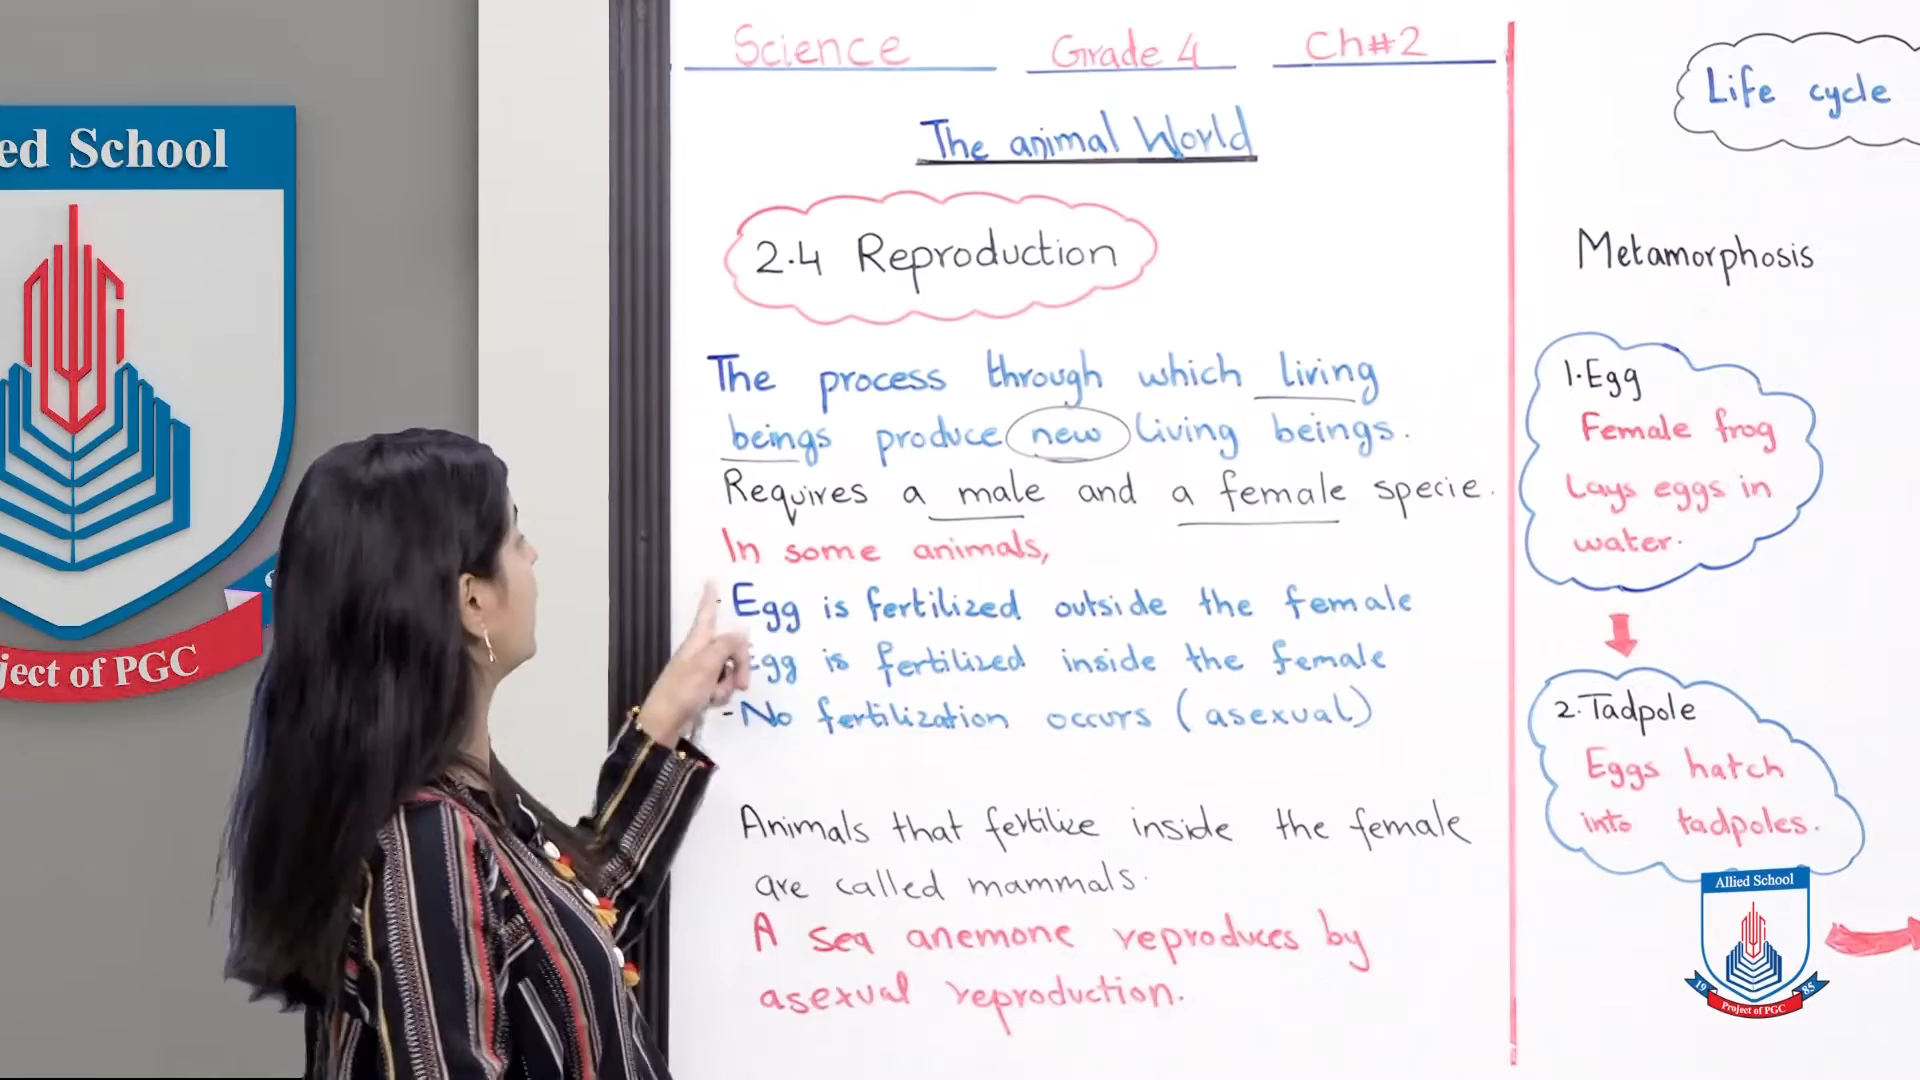 ed School
ject of PGC
Science Grade 4 Ch#2
The animal World
2.4 Reproduction
The process through which living
beings produce new living beings.
Requires a male and a female specie.
In some animals,
- Egg is fertilized outside the female
Egg is fertilized inside the female
- No fertilization occurs (asexual)
Animals that fertilize inside the female
are called mammals.
A sea anemone reproduces by
asexual reproduction.
Life cycle
Metamorphosis
1. Egg
Female frog
lays eggs in
water.
2. Tadpole
Eggs hatch
into tadpoles.
Allied School
19 85
Project of PGC